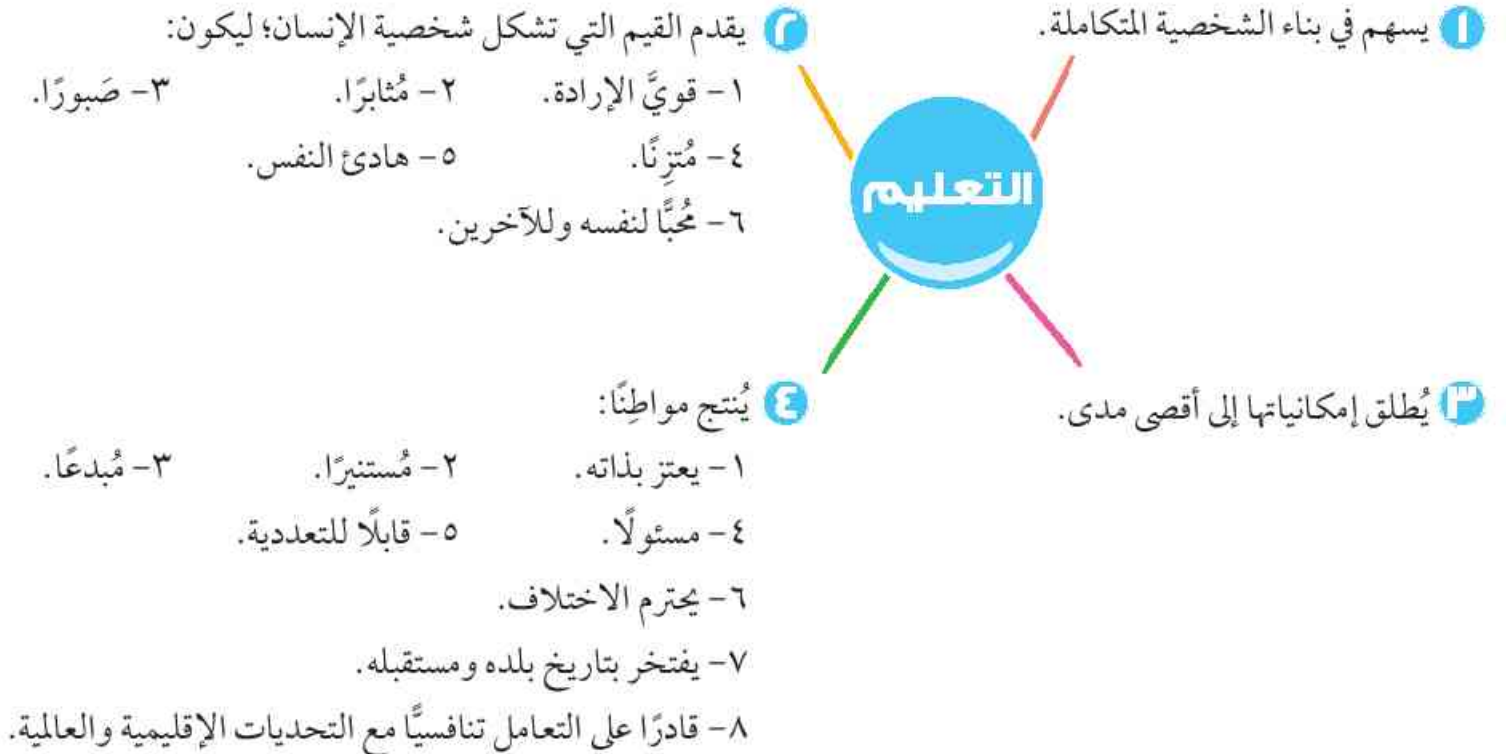 ١ يسهم في بناء الشخصية المتكاملة.
٢ يقدم القيم التي تشكل شخصية الإنسان؛ ليكون:
١- قويَّ الإرادة. ٢- مُثابرًا. ٣- صَبورًا.
٤- مُتزِنًا. ٥- هادئ النفس.
٦- مُحبًّا لنفسه وللآخرين.
التعليم
٣ يُطلق إمكانياتها إلى أقصى مدى.
٤ يُنتج مواطِنًا:
١- يعتز بذاته. ٢- مُستنيرًا. ٣- مُبدعًا.
٤- مسئولًا. ٥- قابلًا للتعددية.
٦- يحترم الاختلاف.
٧- يفتخر بتاريخ بلده ومستقبله.
٨- قادرًا على التعامل تنافسيًّا مع التحديات الإقليمية والعالمية.